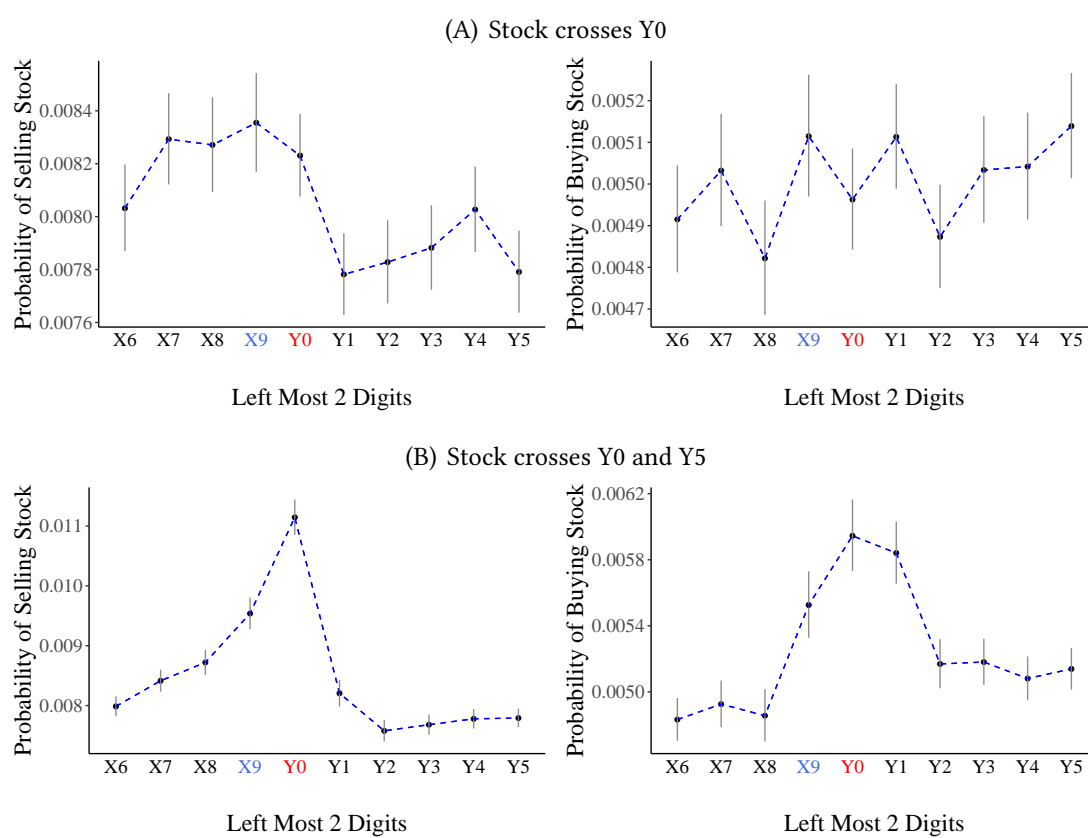 (A) Stock crosses Y0
Probability of Selling Stock
0.0084
0.0082
0.0080
0.0078
0.0076
X6 X7 X8 X9 Y0 Y1 Y2 Y3 Y4 Y5
Left Most 2 Digits
Probability of Buying Stock
0.0052
0.0051
0.0050
0.0049
0.0048
0.0047
X6 X7 X8 X9 Y0 Y1 Y2 Y3 Y4 Y5
Left Most 2 Digits
(B) Stock crosses Y0 and Y5
Probability of Selling Stock
0.011
0.010
0.009
0.008
X6 X7 X8 X9 Y0 Y1 Y2 Y3 Y4 Y5
Left Most 2 Digits
Probability of Buying Stock
0.0062
0.0058
0.0054
0.0050
X6 X7 X8 X9 Y0 Y1 Y2 Y3 Y4 Y5
Left Most 2 Digits